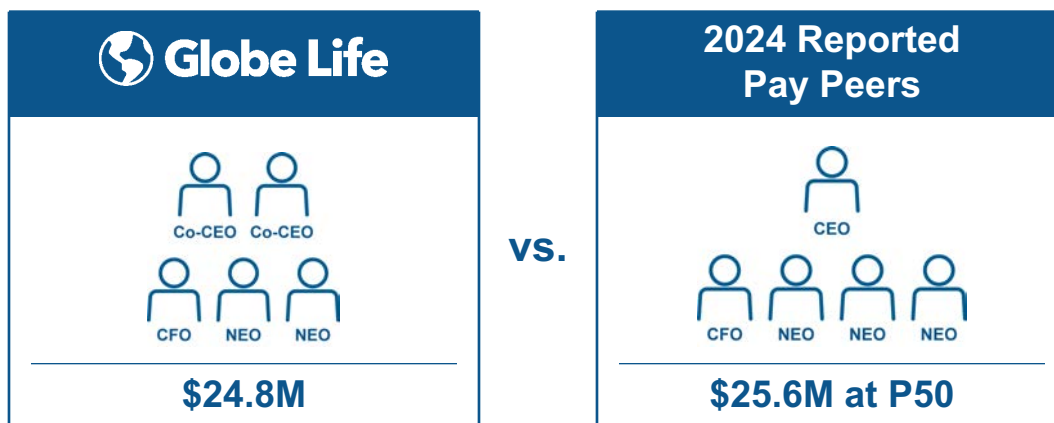 Globe Life
Co-CEO Co-CEO
CFO NEO NEO
$24.8M
vs.
2024 Reported
Pay Peers
CEO
CFO NEO NEO NEO
$25.6M at P50